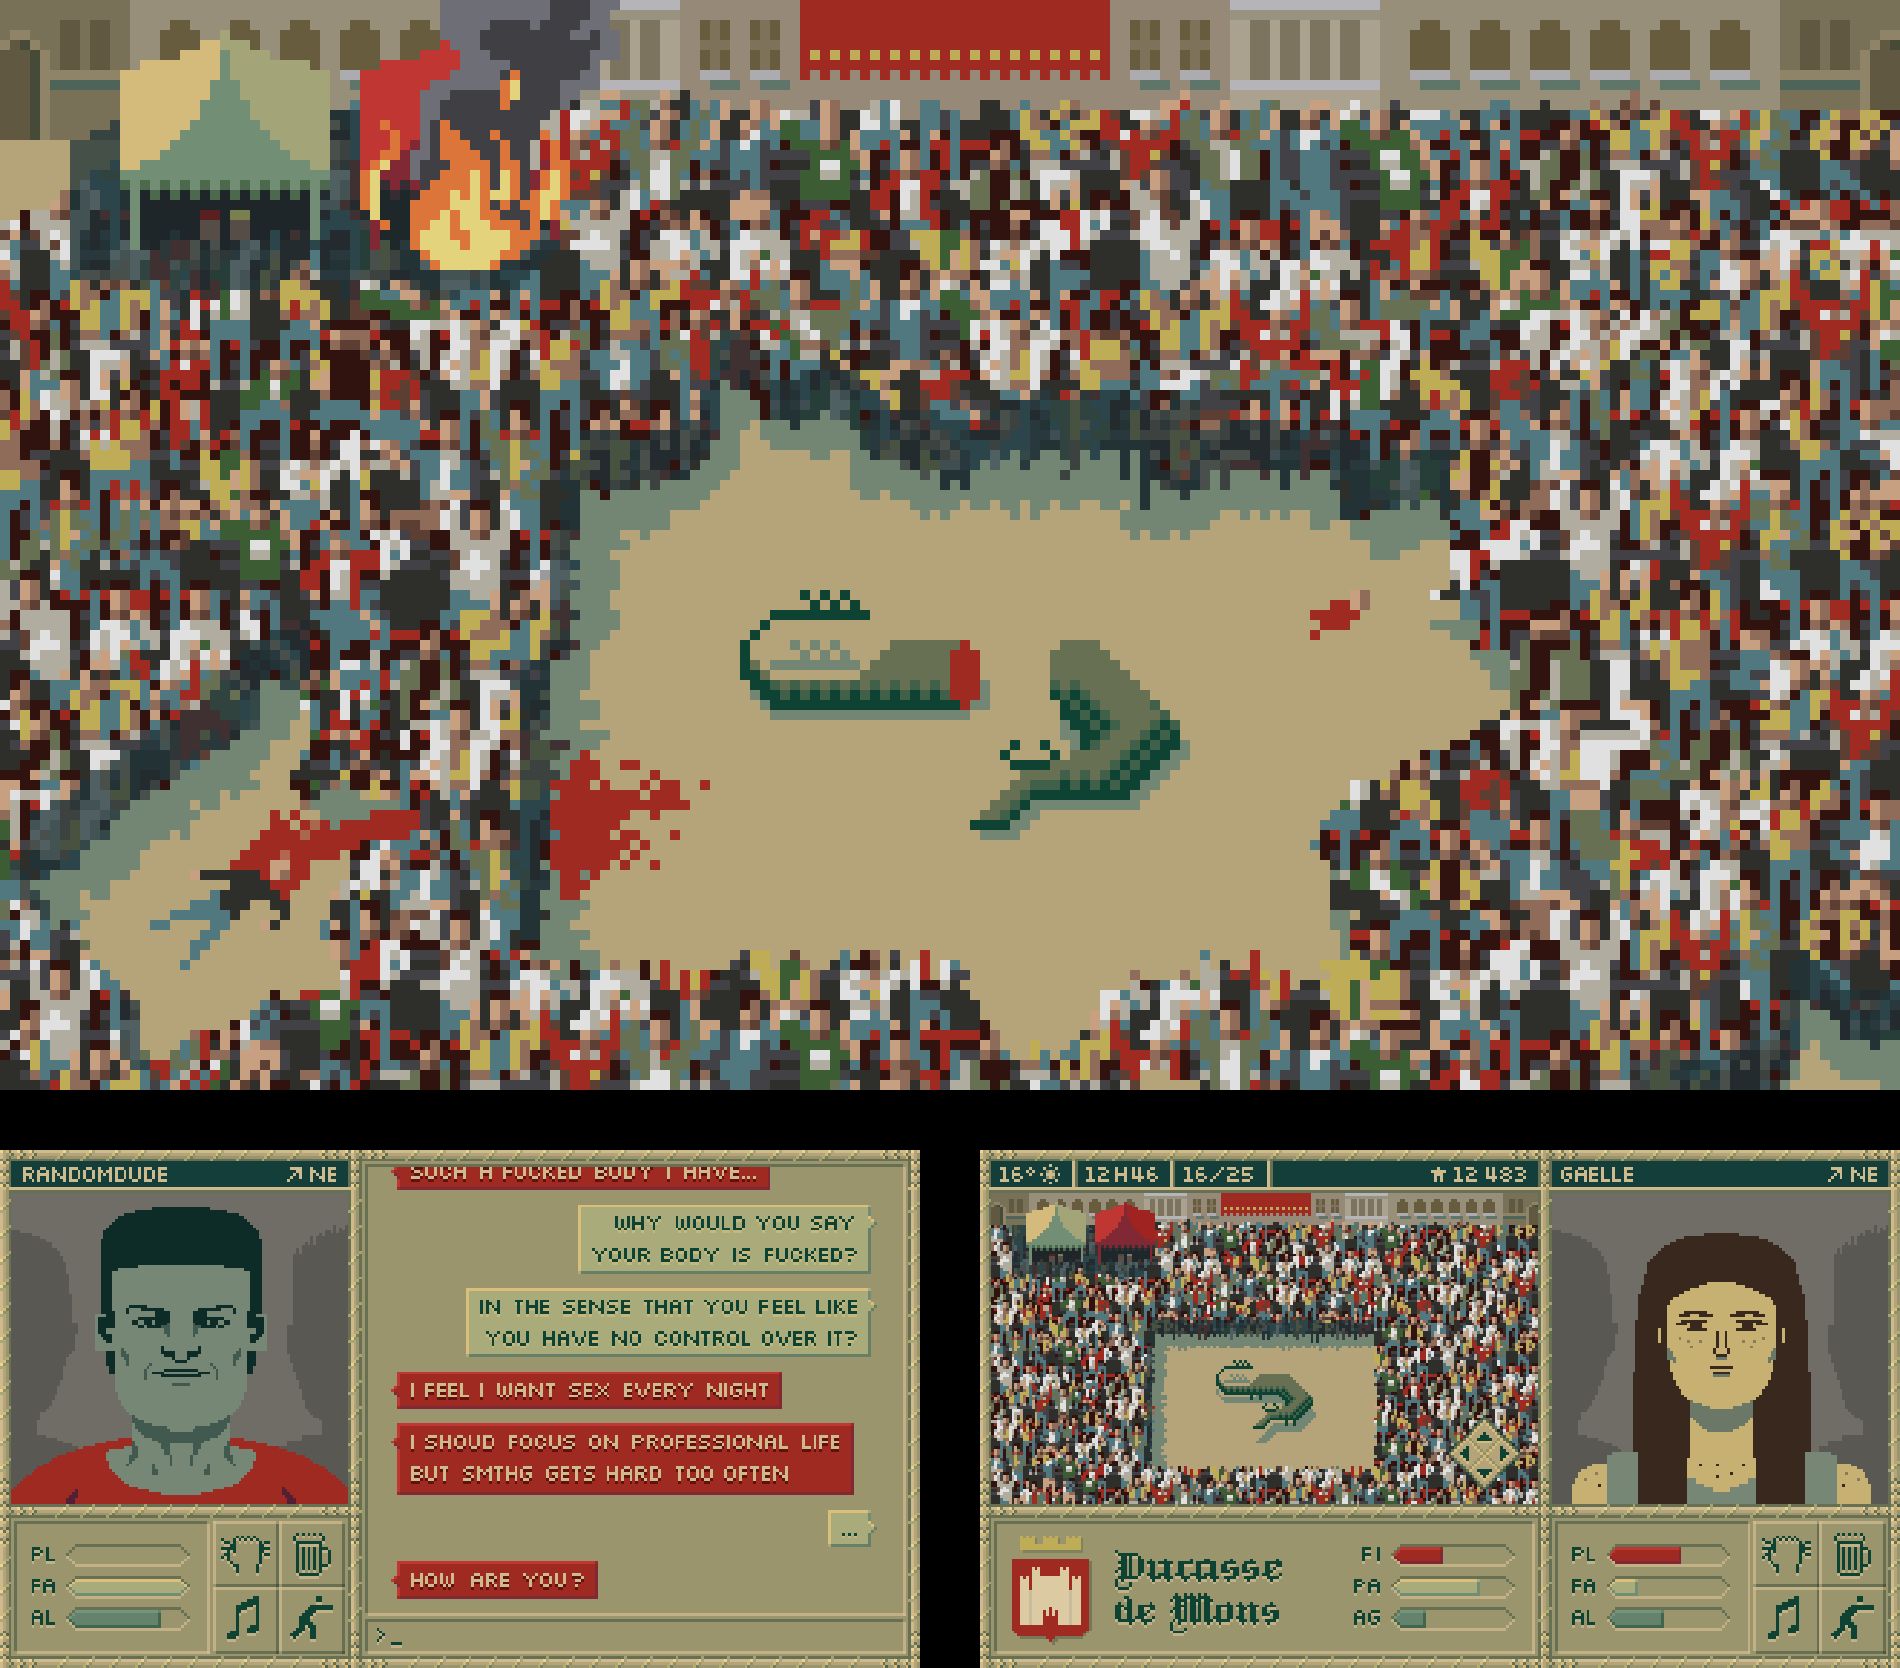 RANDOMDUDE
NE
SUCH A FUCKED BODY I HAVE...
WHY WOULD YOU SAY
YOUR BODY IS FUCKED?
IN THE SENSE THAT YOU FEEL LIKE
YOU HAVE NO CONTROL OVER IT?
I FEEL I WANT SEX EVERY NIGHT
I SHOUD FOCUS ON PROFESSIONAL LIFE
BUT SMTHG GETS HARD TOO OFTEN
...
HOW ARE YOU?
>_
PL
FA
AL
16°
12H46
16/25
12 483
GAELLE
NE
Ducasse
de Mons
FI
PA
AG
PL
FA
AL